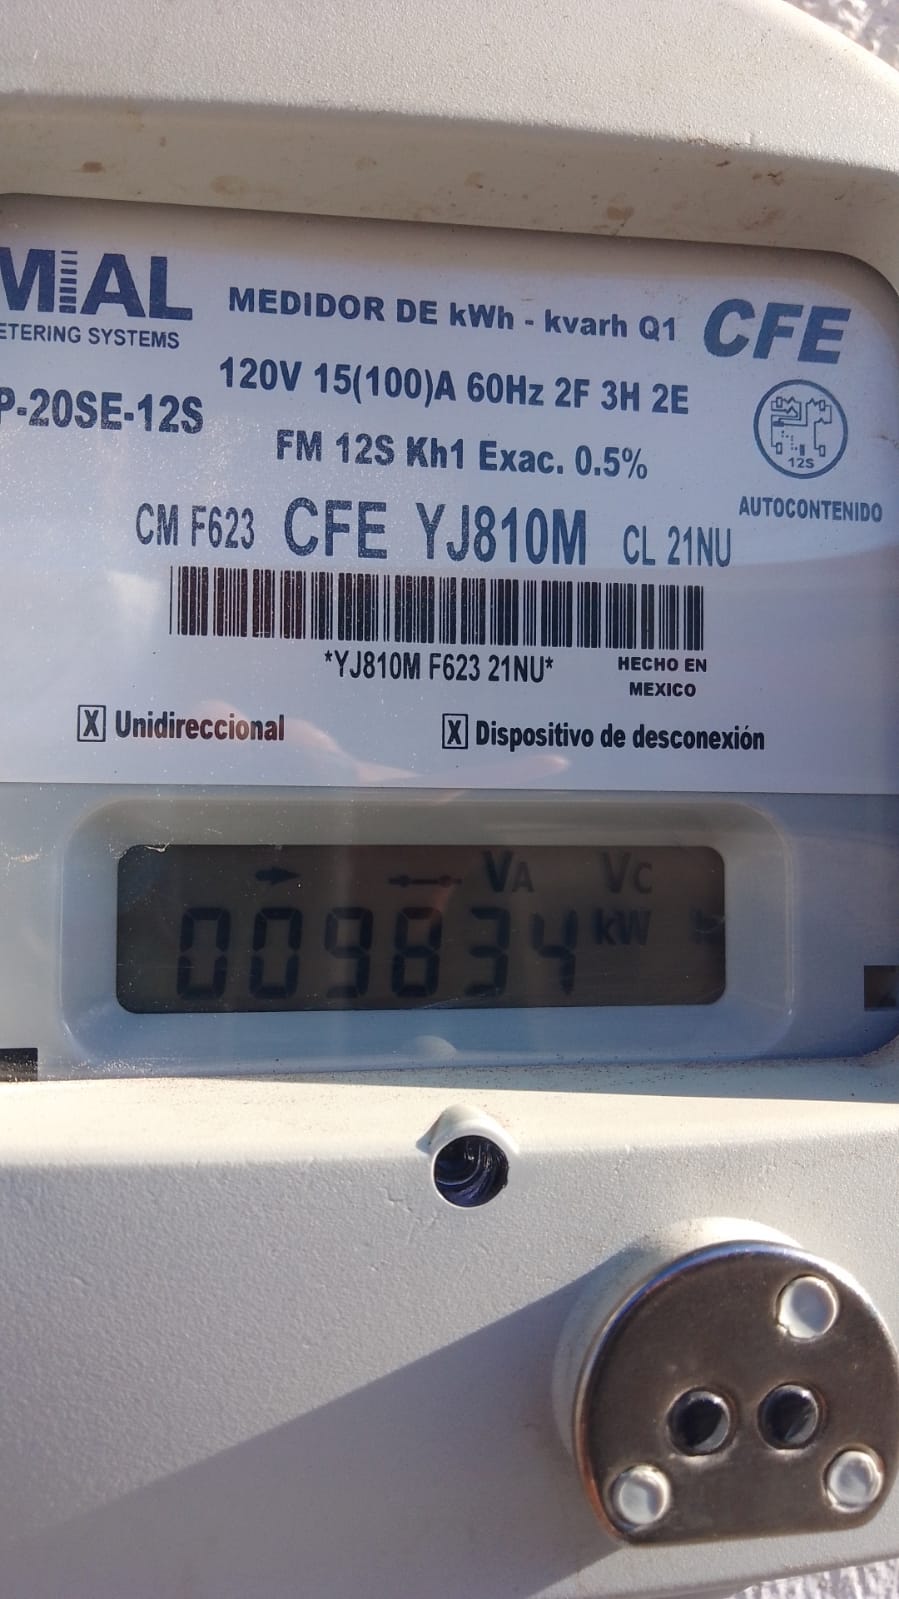 MIAL
ETERING SYSTEMS
MEDIDOR DE kWh - kvarh Q1
CFE
120V 15(100)A 60Hz 2F 3H 2E
P-20SE-12S
FM 12S Kh1 Exac. 0.5%
12S
AUTOCONTENIDO
CM F623 CFE YJ810M CL 21NU
*YJ810M F623 21NU*
HECHO EN
MEXICO
X Unidireccional
X Dispositivo de desconexión
VA VC
009834 kW